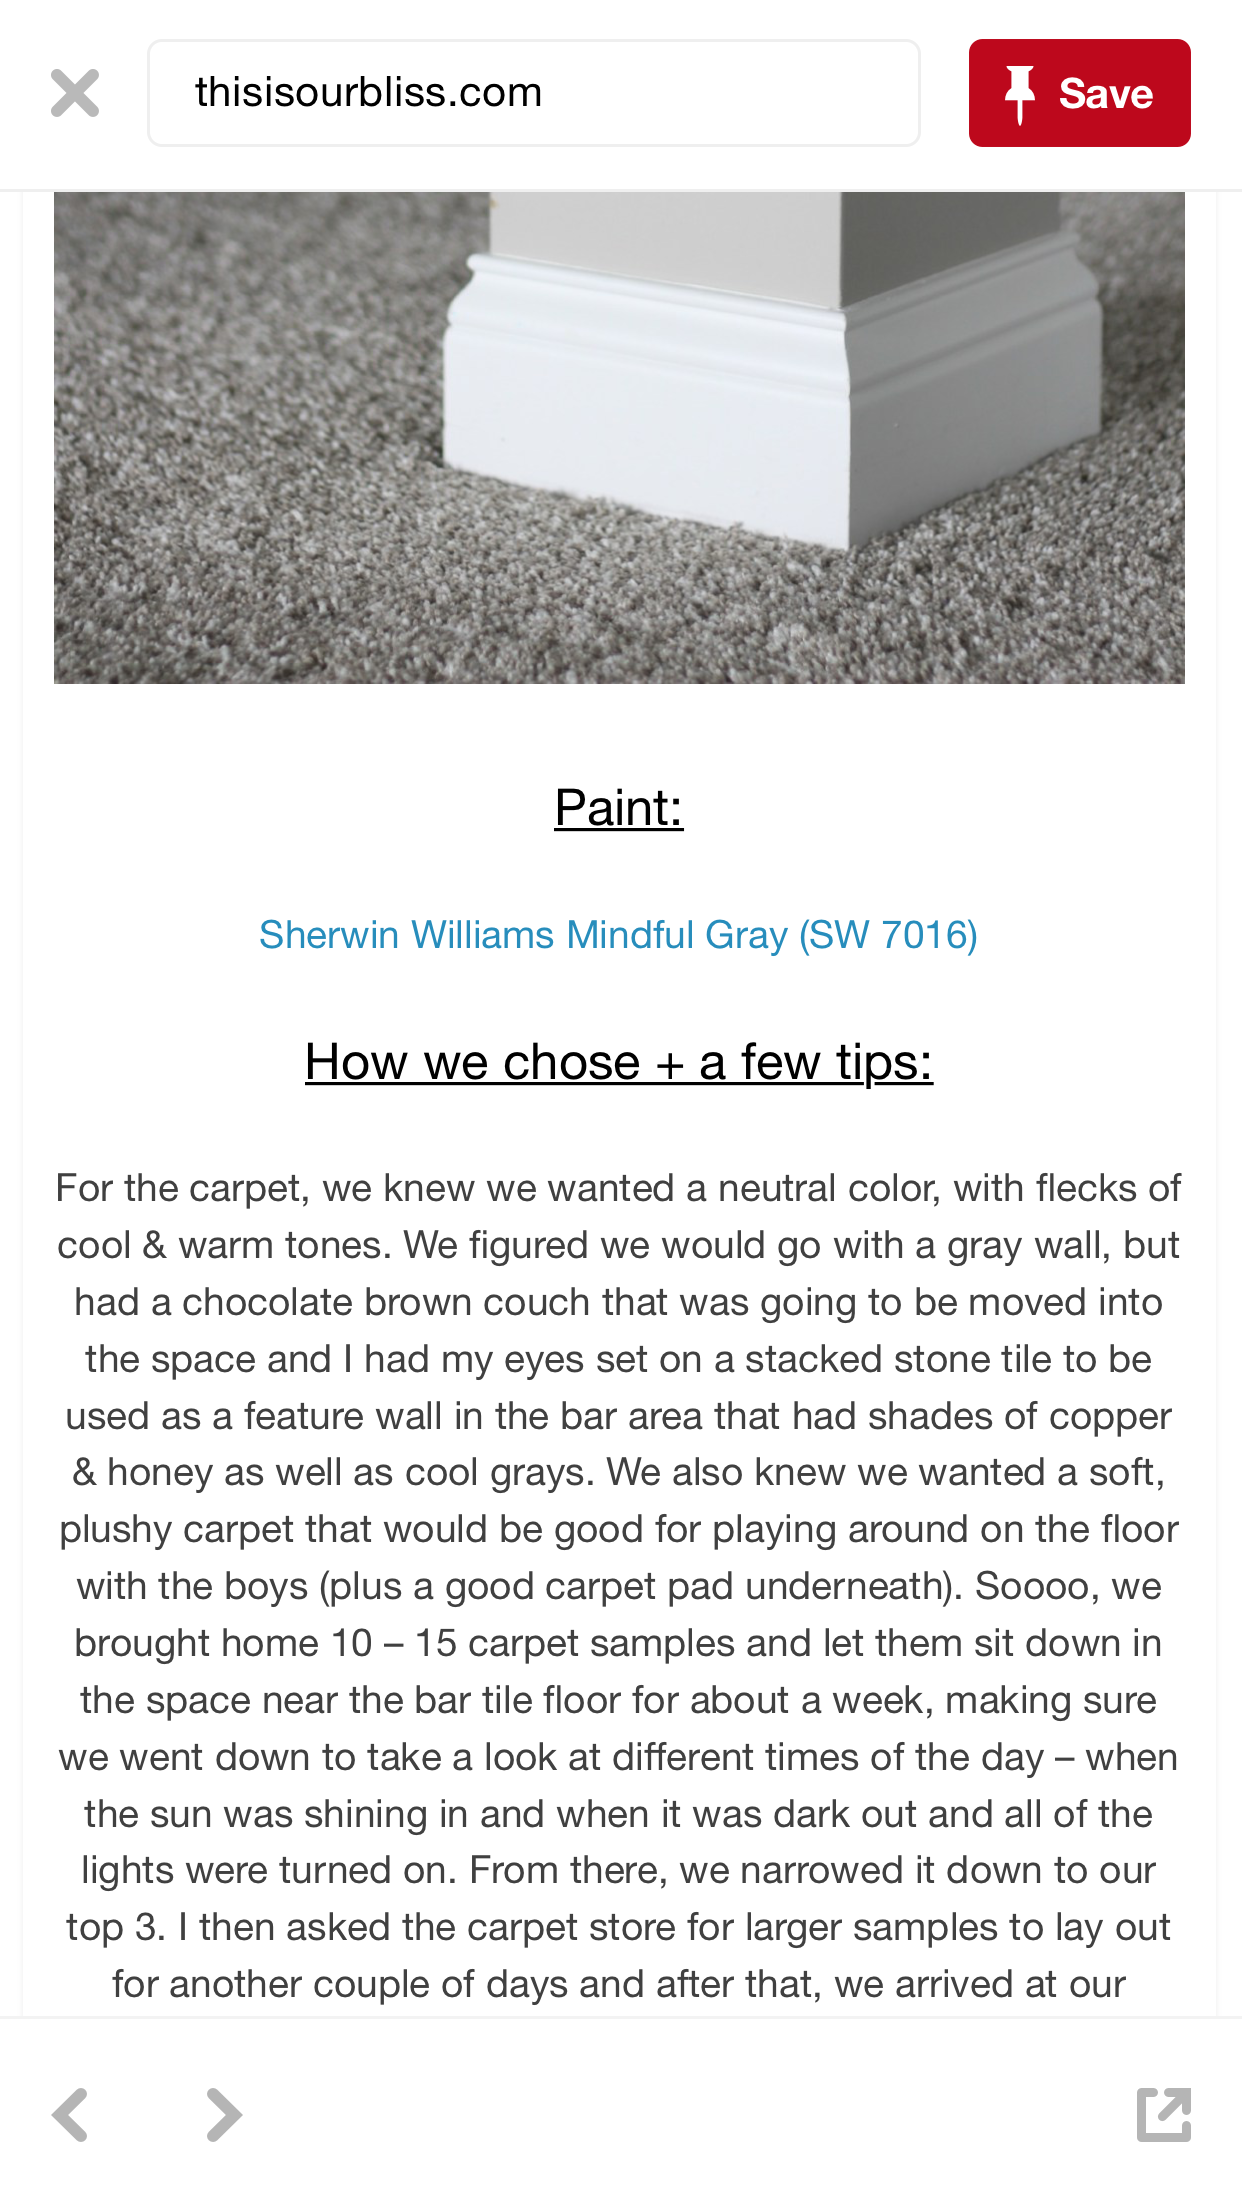 thisisourbliss.com
Save
Paint:
Sherwin Williams Mindful Gray (SW 7016)
How we chose + a few tips:
For the carpet, we knew we wanted a neutral color, with flecks of
cool & warm tones. We figured we would go with a gray wall, but
had a chocolate brown couch that was going to be moved into
the space and I had my eyes set on a stacked stone tile to be
used as a feature wall in the bar area that had shades of copper
& honey as well as cool grays. We also knew we wanted a soft,
plushy carpet that would be good for playing around on the floor
with the boys (plus a good carpet pad underneath). Soooo, we
brought home 10 – 15 carpet samples and let them sit down in
the space near the bar tile floor for about a week, making sure
we went down to take a look at different times of the day – when
the sun was shining in and when it was dark out and all of the
lights were turned on. From there, we narrowed it down to our
top 3. I then asked the carpet store for larger samples to lay out
for another couple of days and after that, we arrived at our